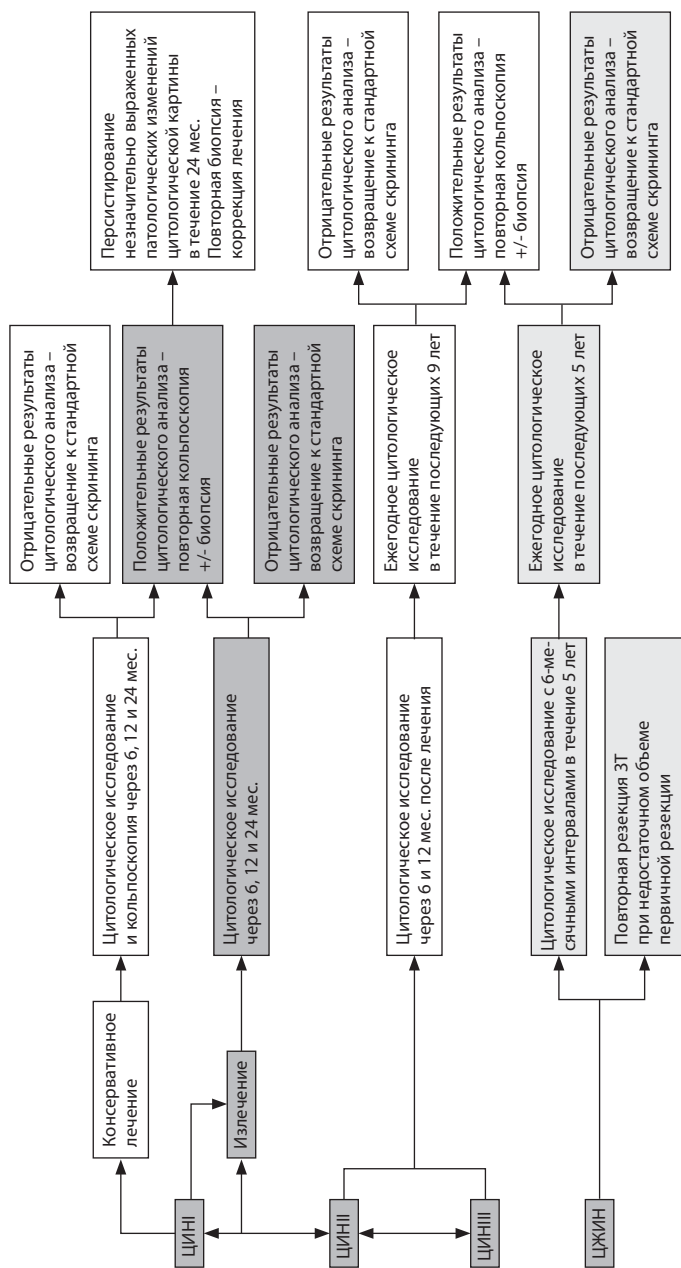 ЦИНI
Консервативное
лечение
Цитологическое исследование
и кольпоскопия через 6, 12 и 24 мес.
Отрицательные результаты
цитологического анализа –
возвращение к стандартной
схеме скрининга
Излечение
Цитологическое исследование
через 6, 12 и 24 мес.
Положительные результаты
цитологического анализа –
повторная кольпоскопия
+/- биопсия
Персистирование
незначительно выраженных
патологических изменений
цитологической картины
в течение 24 мес.
Повторная биопсия –
коррекция лечения
Отрицательные результаты
цитологического анализа –
возвращение к стандартной
схеме скрининга
ЦИНII
ЦИНIII
Цитологическое исследование
через 6 и 12 мес. после лечения
Ежегодное цитологическое
исследование
в течение последующих 9 лет
Отрицательные результаты
цитологического анализа –
возвращение к стандартной
схеме скрининга
Положительные результаты
цитологического анализа –
повторная кольпоскопия
+/- биопсия
ЦЖИН
Цитологическое исследование с 6-ме-
сячными интервалами в течение 5 лет
Ежегодное цитологическое
исследование
в течение последующих 5 лет
Отрицательные результаты
цитологического анализа –
возвращение к стандартной
схеме скрининга
Повторная резекция ЗТ
при недостаточном объеме
первичной резекции